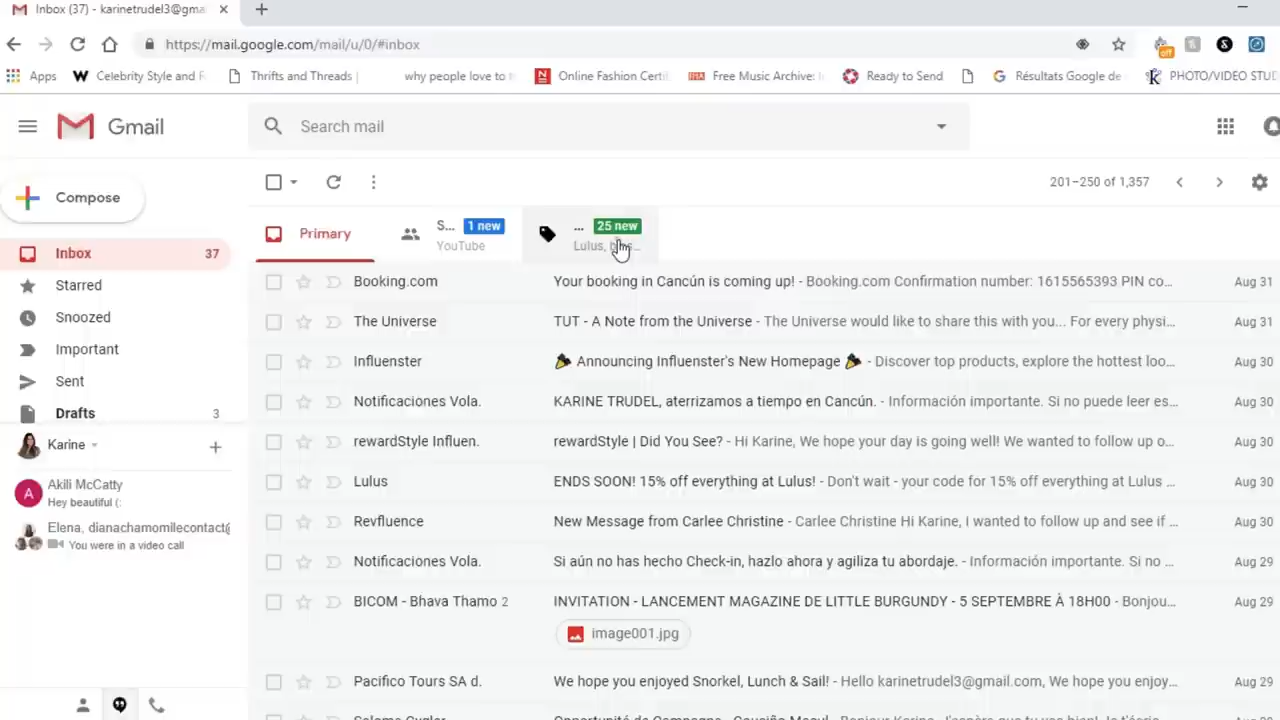 Inbox (37) - karinetrudel3@gma
https://mail.google.com/mail/u/0/#inbox
Apps
Celebrity Style and F
Thrifts and Threads |
why people love to
Online Fashion Certi
Free Music Archive:
Ready to Send
Résultats Google de
PHOTO/VIDEO STUD
Gmail
Search mail
Compose
201–250 of 1,357
Primary
S... 1 new
YouTube
... 25 new
Lulus,
Inbox 37
Starred
Snoozed
Important
Sent
Drafts 3
Karine
Akili McCatty
Hey beautiful (:
Elena, dianachamomilecontact@
You were in a video call
Booking.com Your booking in Cancún is coming up! - Booking.com Confirmation number: 1615565393 PIN co... Aug 31
The Universe TUT - A Note from the Universe - The Universe would like to share this with you... For every physi... Aug 31
Influenster Announcing Influenster's New Homepage - Discover top products, explore the hottest loo... Aug 30
Notificaciones Vola. KARINE TRUDEL, aterrizamos a tiempo en Cancún. - Información importante. Si no puede leer es... Aug 30
rewardStyle Influen. rewardStyle | Did You See? - Hi Karine, We hope your day is going well! We wanted to follow up o... Aug 30
Lulus ENDS SOON! 15% off everything at Lulus! - Don't wait - your code for 15% off everything at Lulus ... Aug 30
Revfluence New Message from Carlee Christine - Carlee Christine Hi Karine, I wanted to follow up and see if ... Aug 30
Notificaciones Vola. Si aún no has hecho Check-in, hazlo ahora y agiliza tu abordaje. - Información importante. Si no ... Aug 29
BICOM - Bhava Thamo 2 INVITATION - LANCEMENT MAGAZINE DE LITTLE BURGUNDY - 5 SEPTEMBRE À 18H00 - Bonjou... Aug 29
image001.jpg
Pacífico Tours SA d. We hope you enjoyed Snorkel, Lunch & Sail! - Hello karinetrudel3@gmail.com, We hope you enjoy... Aug 29